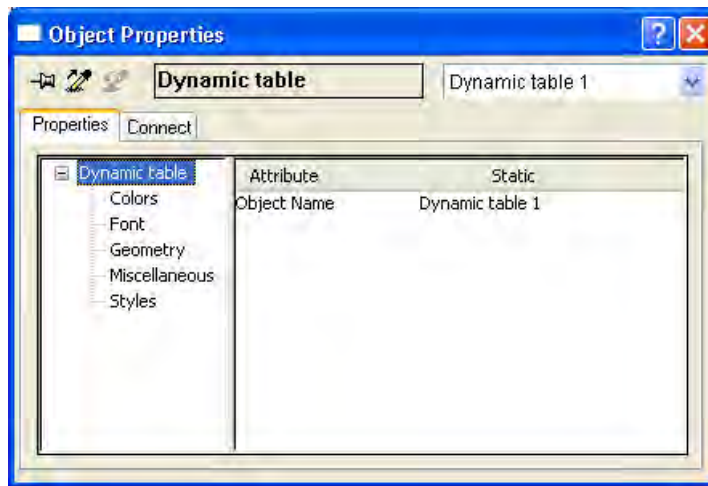 Object Properties
Dynamic table
Dynamic table 1
Properties
Connect
Dynamic table
Colors
Font
Geometry
Miscellaneous
Styles
Attribute Static
Object Name Dynamic table 1